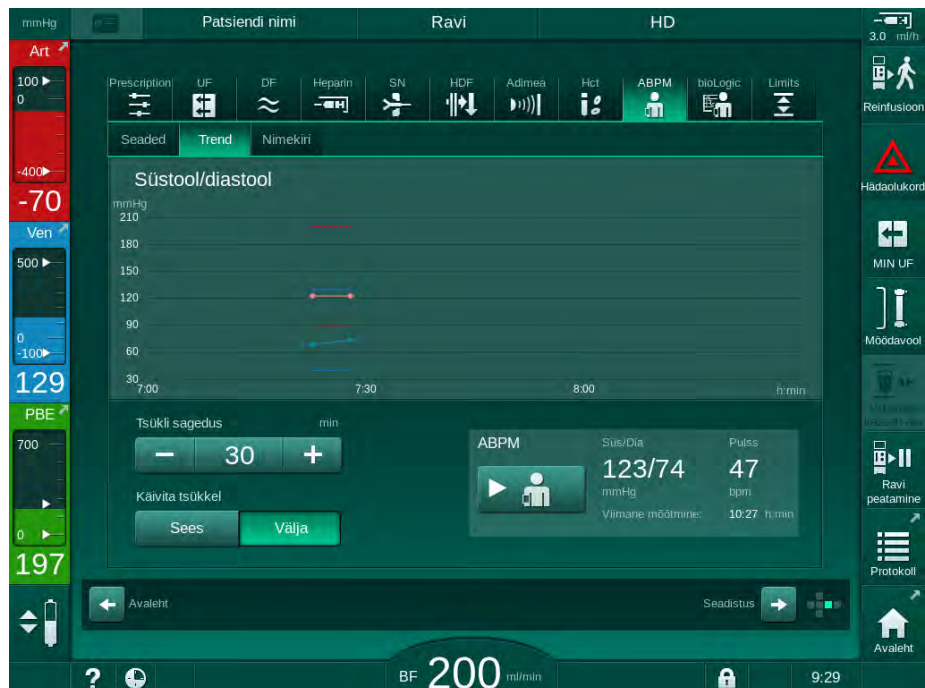 mmHg
Patsiendi nimi
Ravi
HD
3.0 ml/h
Art
100
0
-400
-70
Ven
500
0
-100
129
PBE
700
0
197
Prescription
UF
DF
Heparin
SN
HDF
Adimea
Hct
ABPM
bioLogic
Limits
Seaded
Trend
Nimekiri
Süstool/diastool
mmHg
210
180
150
120
90
60
30
7:00
7:30
8:00
h:min
Tsükli sagedus
min
30
Käivita tsükkel
Sees
Välja
ABPM
Süs/Dia
Pulss
123/74
47
mmHg
bpm
Viimane mõõtmine:
10:27 h:min
Avaleht
Seadistus
BF 200 ml/min
9:29
Reinfusioon
Hädaolukord
MIN UF
Möödavool
Ravi
peatamine
Protokoll
Avaleht